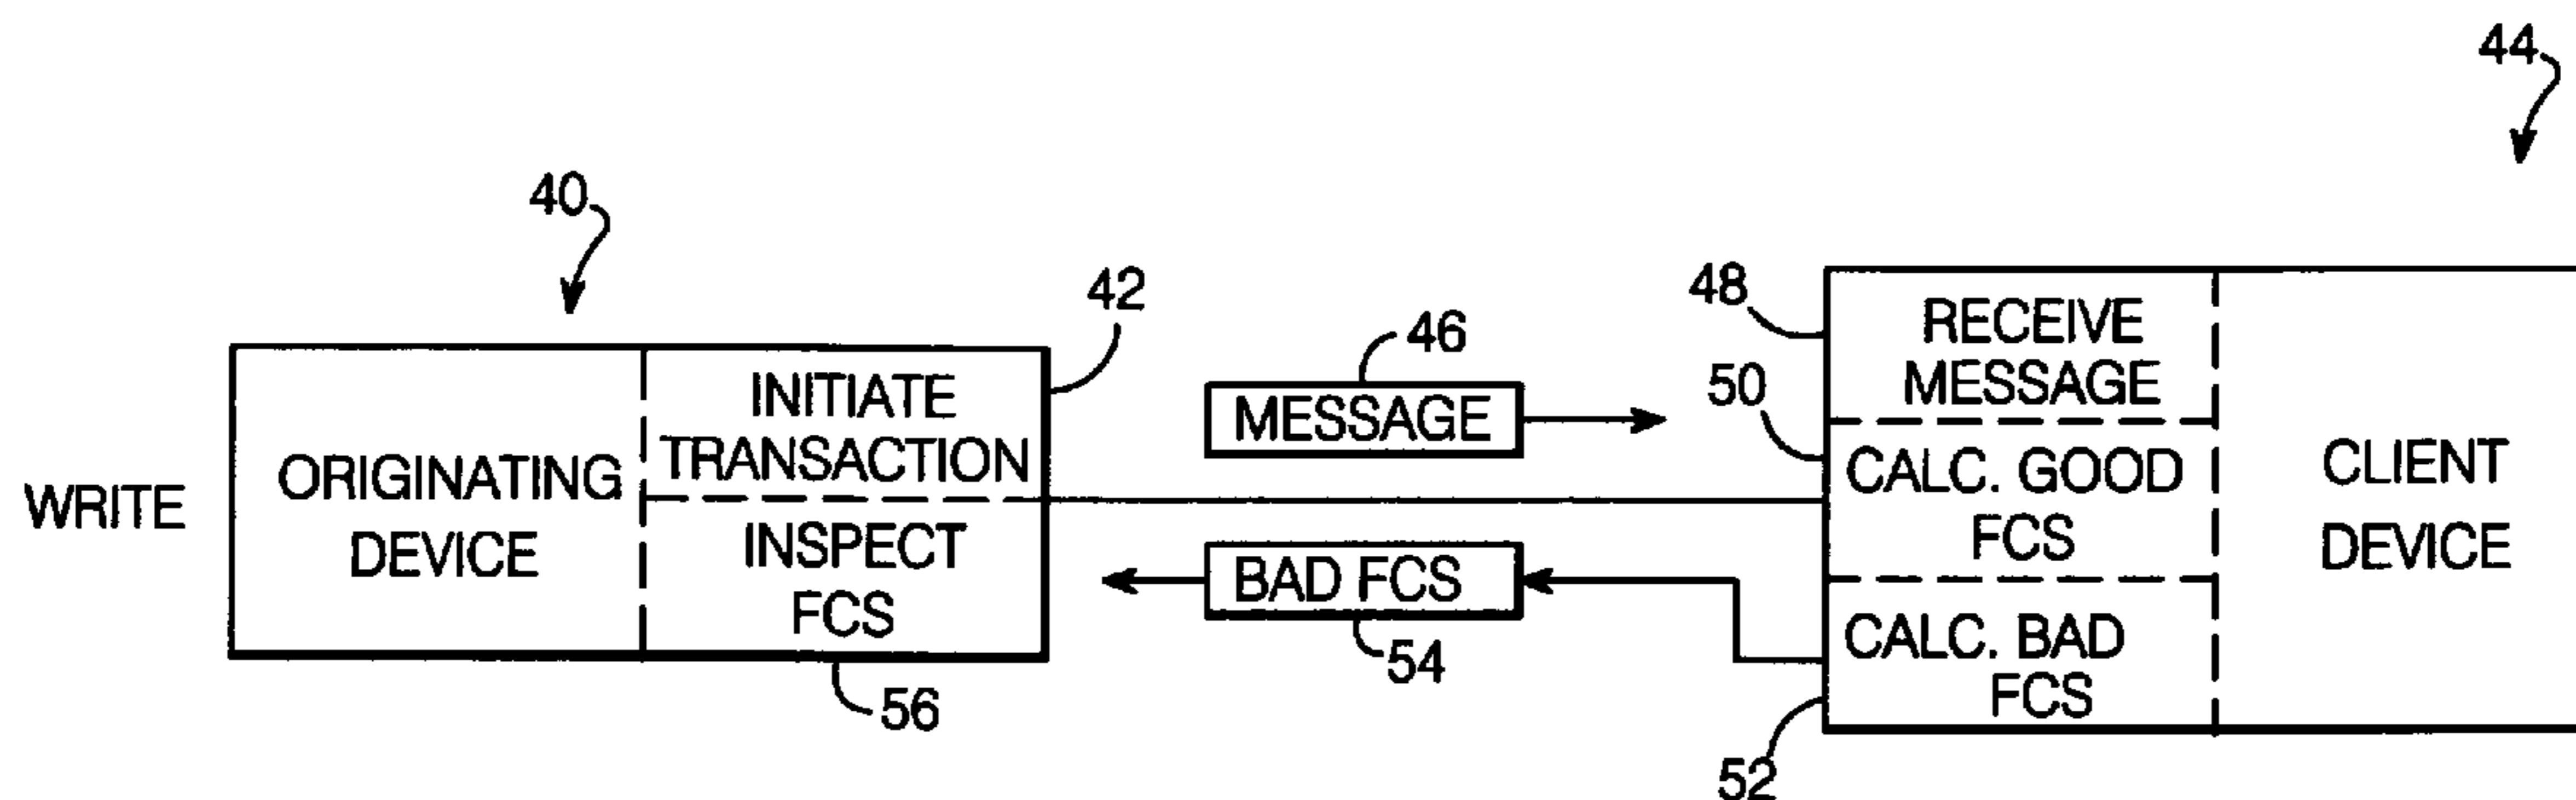 44
40
42
48
46
50
WRITE
ORIGINATING
DEVICE
INITIATE
TRANSACTION
INSPECT
FCS
56
MESSAGE
BAD FCS
54
RECEIVE
MESSAGE
CALC. GOOD
FCS
CALC. BAD
FCS
52
CLIENT
DEVICE